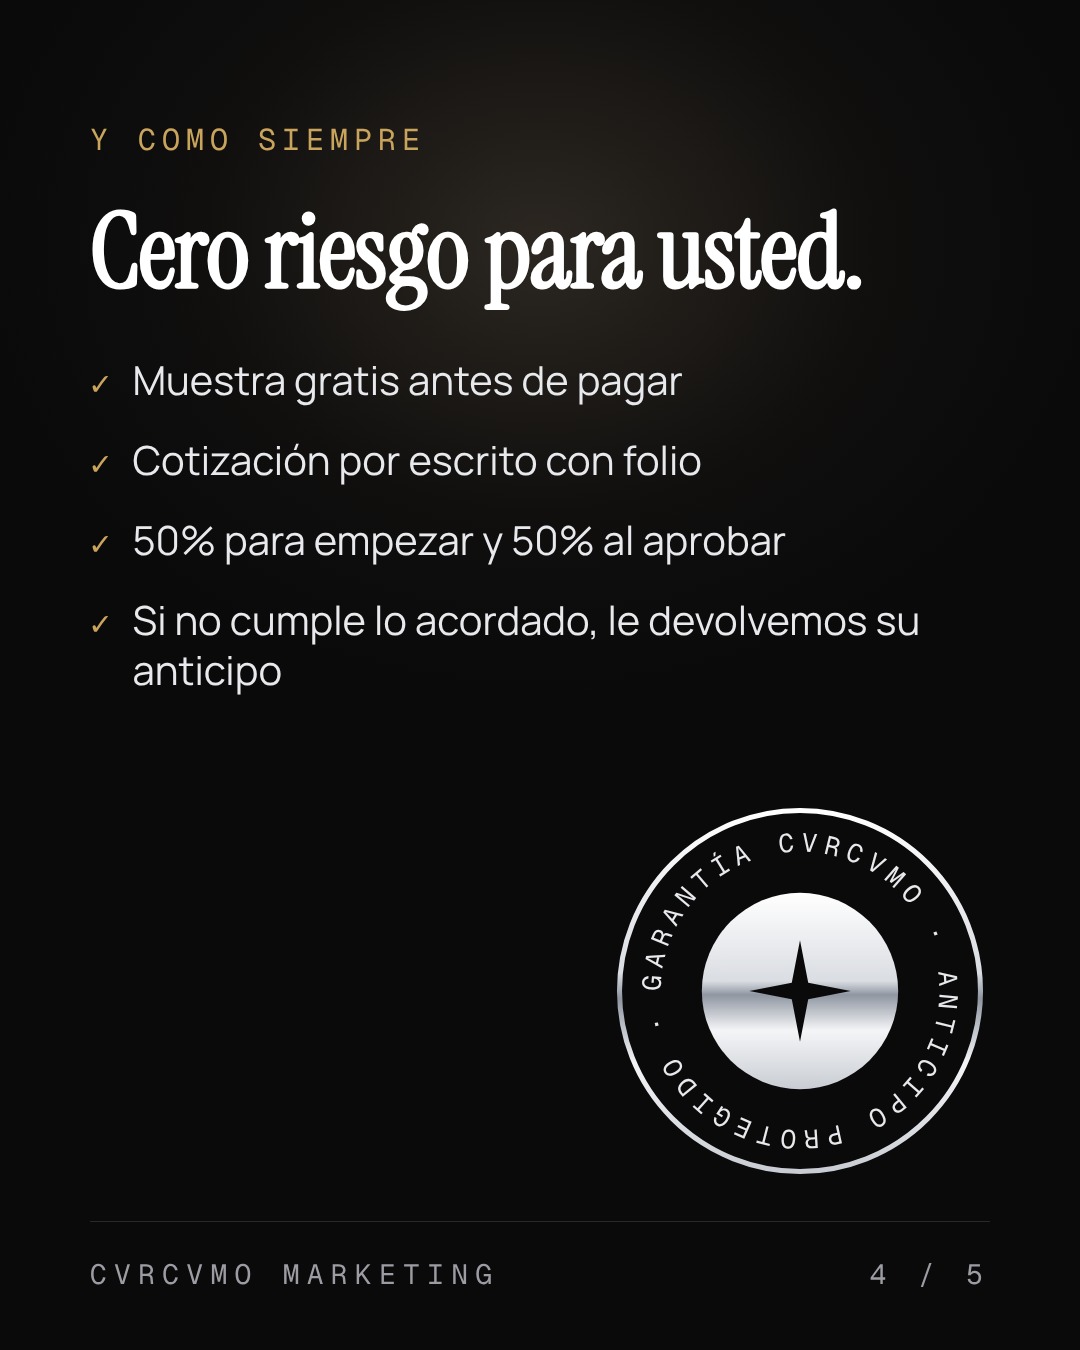 Y COMO SIEMPRE
Cero riesgo para usted.
✓ Muestra gratis antes de pagar
✓ Cotización por escrito con folio
✓ 50% para empezar y 50% al aprobar
✓ Si no cumple lo acordado, le devolvemos su
anticipo
GARANTÍA CVRCVMO · ANTICIPO PROTEGIDO ·
CVRCVMO MARKETING
4 / 5